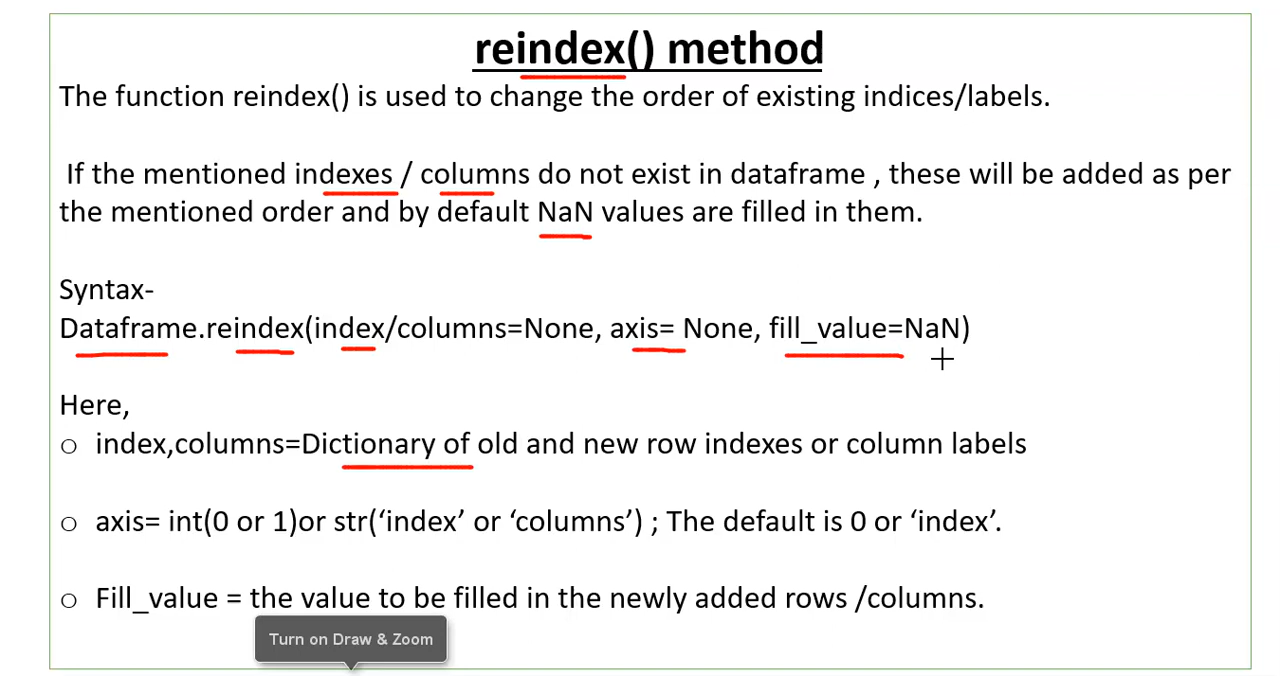 reindex() method
The function reindex() is used to change the order of existing indices/labels.
If the mentioned indexes / columns do not exist in dataframe , these will be added as per
the mentioned order and by default NaN values are filled in them.
Syntax-
Dataframe.reindex(index/columns=None, axis= None, fill_value=NaN)
Here,
o index,columns=Dictionary of old and new row indexes or column labels
o axis= int(0 or 1)or str(‘index’ or ‘columns’) ; The default is 0 or ‘index’.
o Fill_value = the value to be filled in the newly added rows /columns.
Turn on Draw & Zoom